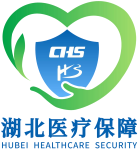 CHS
湖北医疗保障
HUBEI HEALTHCARE SECURITY